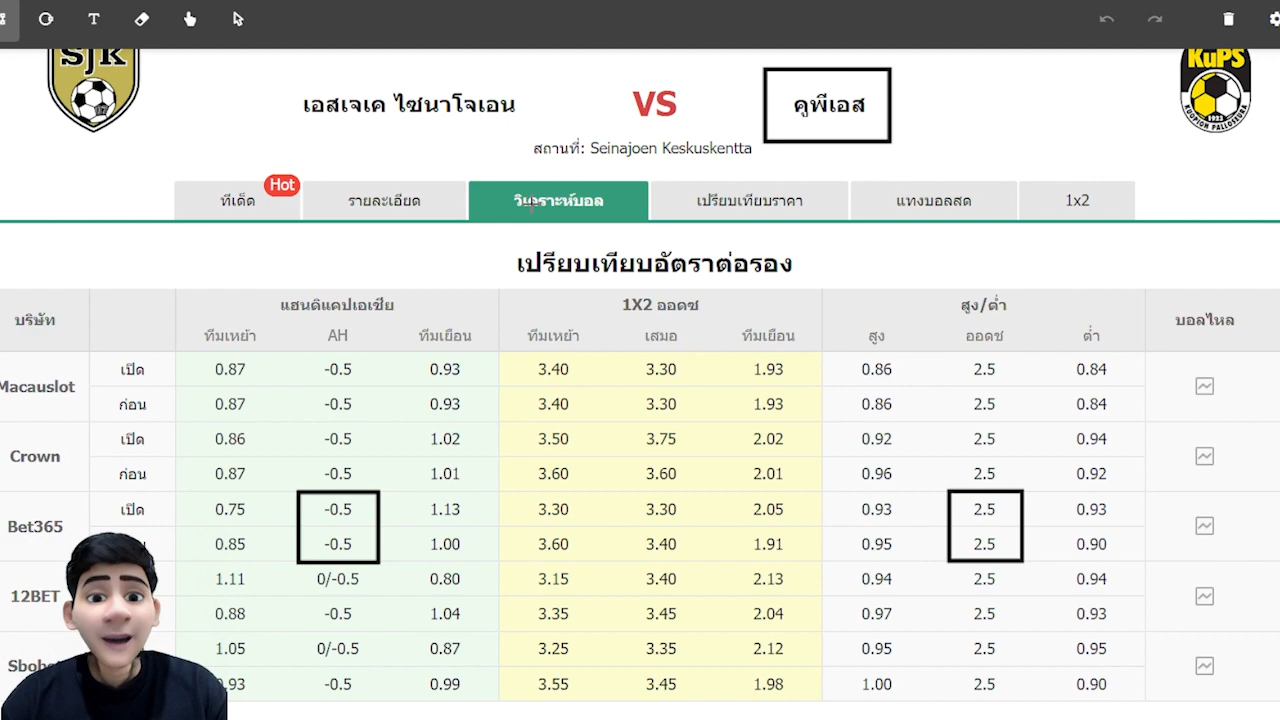 T
SJK
เอสเจเค ไซนาโจเอน
VS
คูพีเอส
KuPS
KUOPION PALLOSEURA
1923
สถานที่: Seinajoen Keskuskentta
ทีเด็ด
Hot
รายละเอียด
วิเคราะห์บอล
เปรียบเทียบราคา
แทงบอลสด
1x2
เปรียบเทียบอัตราต่อรอง
บริษัท แฮนดิแคปเอเชีย 1X2 ออดซ สูง/ต่ำ บอลไหล
ทีมเหย้า AH ทีมเยือน ทีมเหย้า เสมอ ทีมเยือน สูง ออดซ ต่ำ
Macauslot
เปิด 0.87 -0.5 0.93 3.40 3.30 1.93 0.86 2.5 0.84
ก่อน 0.87 -0.5 0.93 3.40 3.30 1.93 0.86 2.5 0.84
Crown
เปิด 0.86 -0.5 1.02 3.50 3.75 2.02 0.92 2.5 0.94
ก่อน 0.87 -0.5 1.01 3.60 3.60 2.01 0.96 2.5 0.92
Bet365
เปิด 0.75 -0.5 1.13 3.30 3.30 2.05 0.93 2.5 0.93
0.85 -0.5 1.00 3.60 3.40 1.91 0.95 2.5 0.90
12BET
1.11 0/-0.5 0.80 3.15 3.40 2.13 0.94 2.5 0.94
0.88 -0.5 1.04 3.35 3.45 2.04 0.97 2.5 0.93
1.05 0/-0.5 0.87 3.25 3.35 2.12 0.95 2.5 0.95
0.93 -0.5 0.99 3.55 3.45 1.98 1.00 2.5 0.90